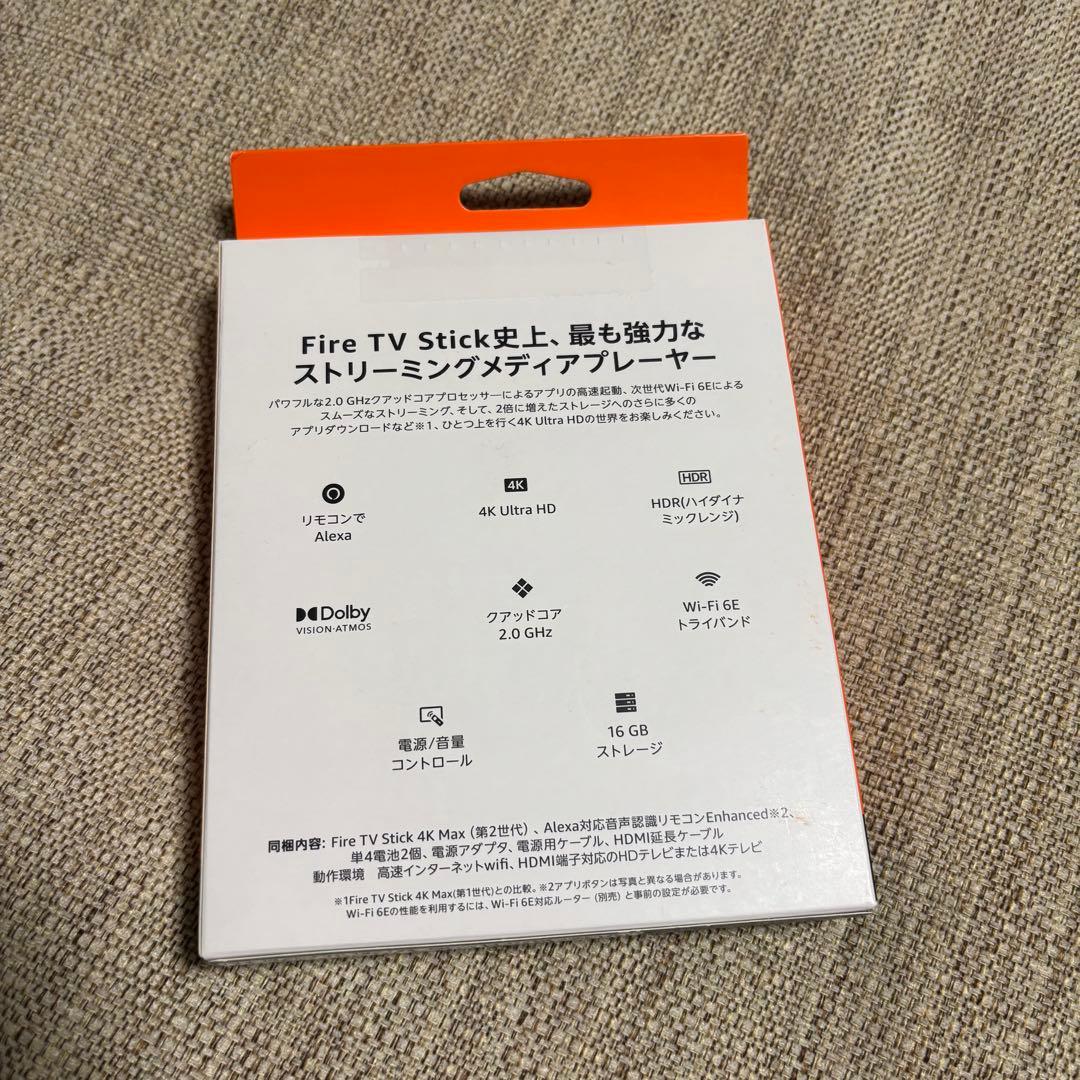 Fire TV Stick史上、最も強力な
ストリーミングメディアプレーヤー
パワフルな2.0 GHzクアッドコアプロセッサーによるアプリの高速起動、次世代Wi-Fi 6Eによる
スムーズなストリーミング、そして、2倍に増えたストレージへのさらに多くの
アプリダウンロードなど※1、ひとつ上を行く4K Ultra HDの世界をお楽しみください。
リモコンで
Alexa
4K
4K Ultra HD
HDR
HDR(ハイダイナ
ミックレンジ)
Dolby
VISION·ATMOS
クアッドコア
2.0 GHz
Wi-Fi 6E
トライバンド
電源/音量
コントロール
16 GB
ストレージ
同梱内容: Fire TV Stick 4K Max（第2世代）、Alexa対応音声認識リモコンEnhanced※2、
単4電池2個、電源アダプタ、電源用ケーブル、HDMI延長ケーブル
動作環境　高速インターネットwifi、HDMI端子対応のHDテレビまたは4Kテレビ
※1Fire TV Stick 4K Max(第1世代)との比較。※2アプリボタンは写真と異なる場合があります。
Wi-Fi 6Eの性能を利用するには、Wi-Fi 6E対応ルーター (別売) と事前の設定が必要です。